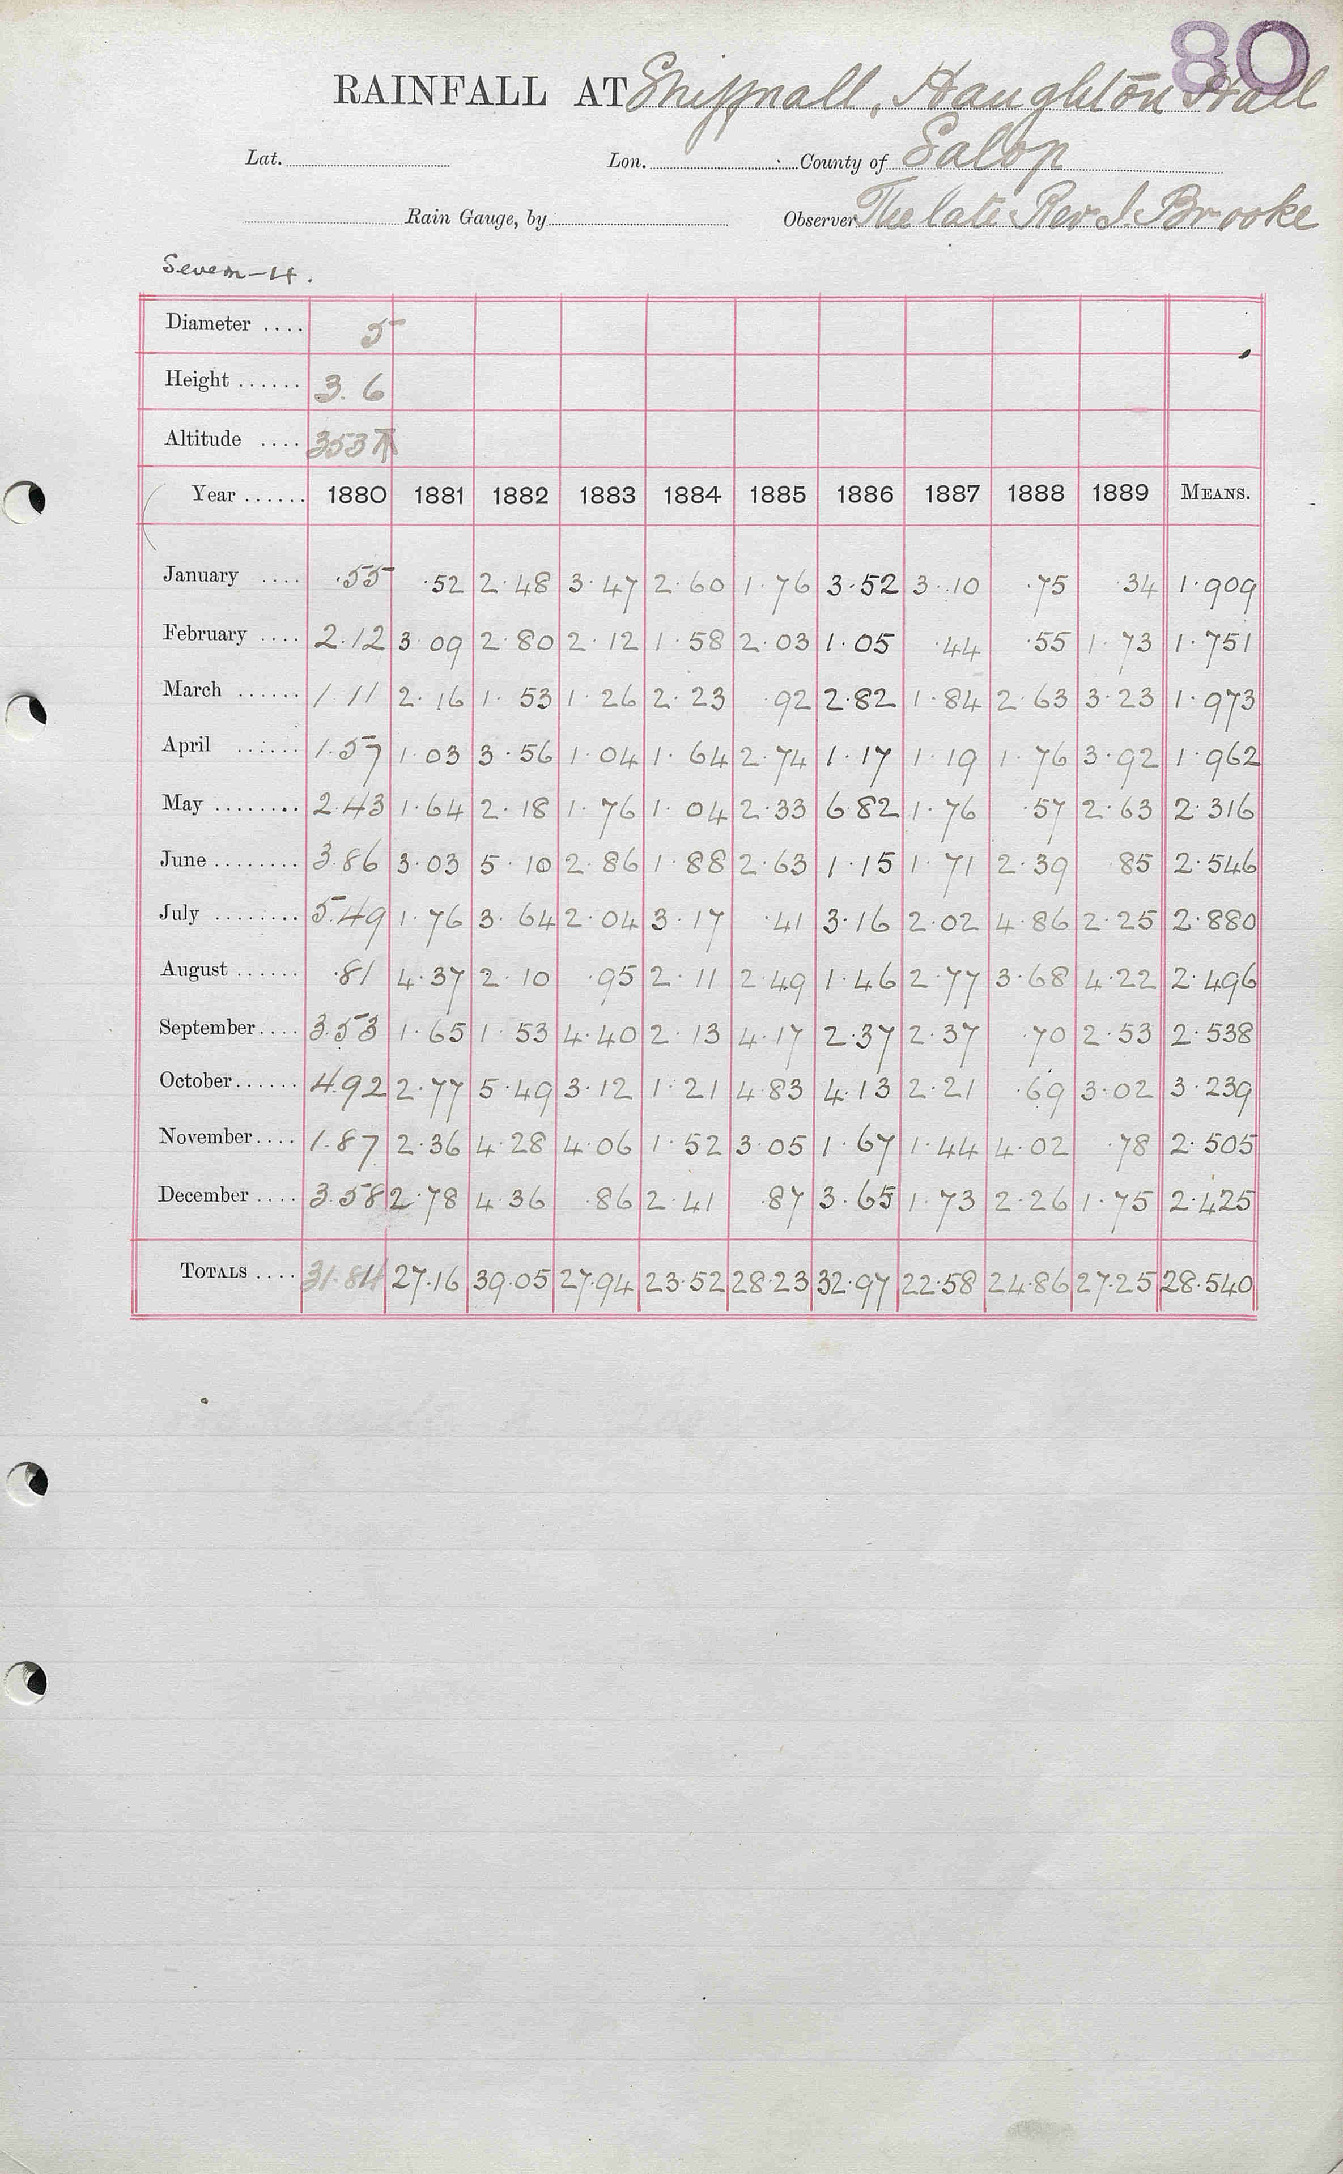 80
RAINFALL AT Shiffnall, Haughton Hall
Lat. Lon. County of Salop
Rain Gauge, by Observer The late Rev J. Brooke
Severn-4.
Diameter .... 5
Height ...... 3. 6
Altitude .... 353 ft
Year ...... 1880 1881 1882 1883 1884 1885 1886 1887 1888 1889 MEANS.
January .... .55 .52 2.48 3.47 2.60 1.76 3.52 3.10 .75 .34 1.909
February .... 2.12 3.09 2.80 2.12 1.58 2.03 1.05 .44 .55 1.73 1.751
March ...... 1.11 2.16 1.53 1.26 2.23 .92 2.82 1.84 2.63 3.23 1.973
April ...... 1.57 1.03 3.56 1.04 1.64 2.74 1.17 1.19 1.76 3.92 1.962
May ........ 2.43 1.64 2.18 1.76 1.04 2.33 6.82 1.76 .57 2.63 2.316
June ........ 3.86 3.03 5.10 2.86 1.88 2.63 1.15 1.71 2.39 .85 2.546
July ........ 5.49 1.76 3.64 2.04 3.17 .41 3.16 2.02 4.86 2.25 2.880
August ...... .81 4.37 2.10 .95 2.11 2.49 1.46 2.77 3.68 4.22 2.496
September.... 3.53 1.65 1.53 4.40 2.13 4.17 2.37 2.37 .70 2.53 2.538
October...... 4.92 2.77 5.49 3.12 1.21 4.83 4.13 2.21 .69 3.02 3.239
November.... 1.87 2.36 4.28 4.06 1.52 3.05 1.67 1.44 4.02 .78 2.505
December .... 3.58 2.78 4.36 .86 2.41 .87 3.65 1.73 2.26 1.75 2.425
TOTALS .... 31.84 27.16 39.05 27.94 23.52 28.23 32.97 22.58 24.86 27.25 28.540